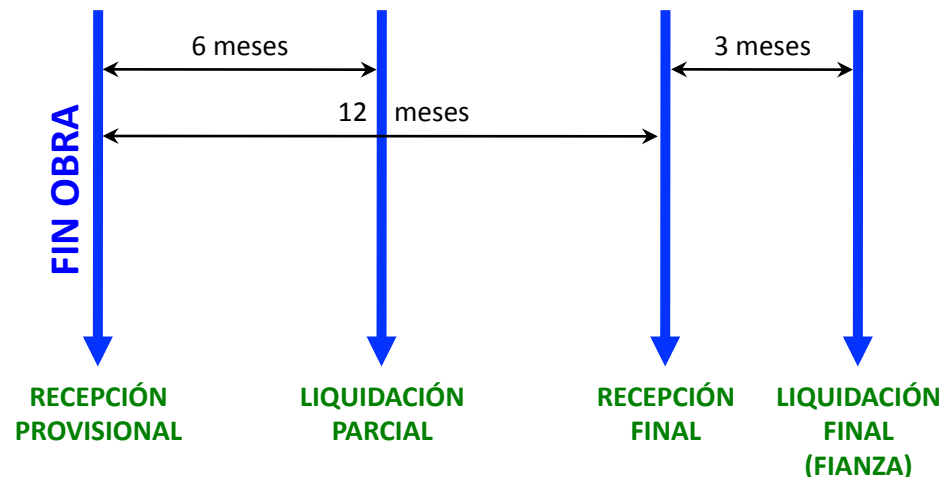 6 meses
3 meses
12 meses
FIN OBRA
RECEPCIÓN
PROVISIONAL
LIQUIDACIÓN
PARCIAL
RECEPCIÓN
FINAL
LIQUIDACIÓN
FINAL
(FIANZA)